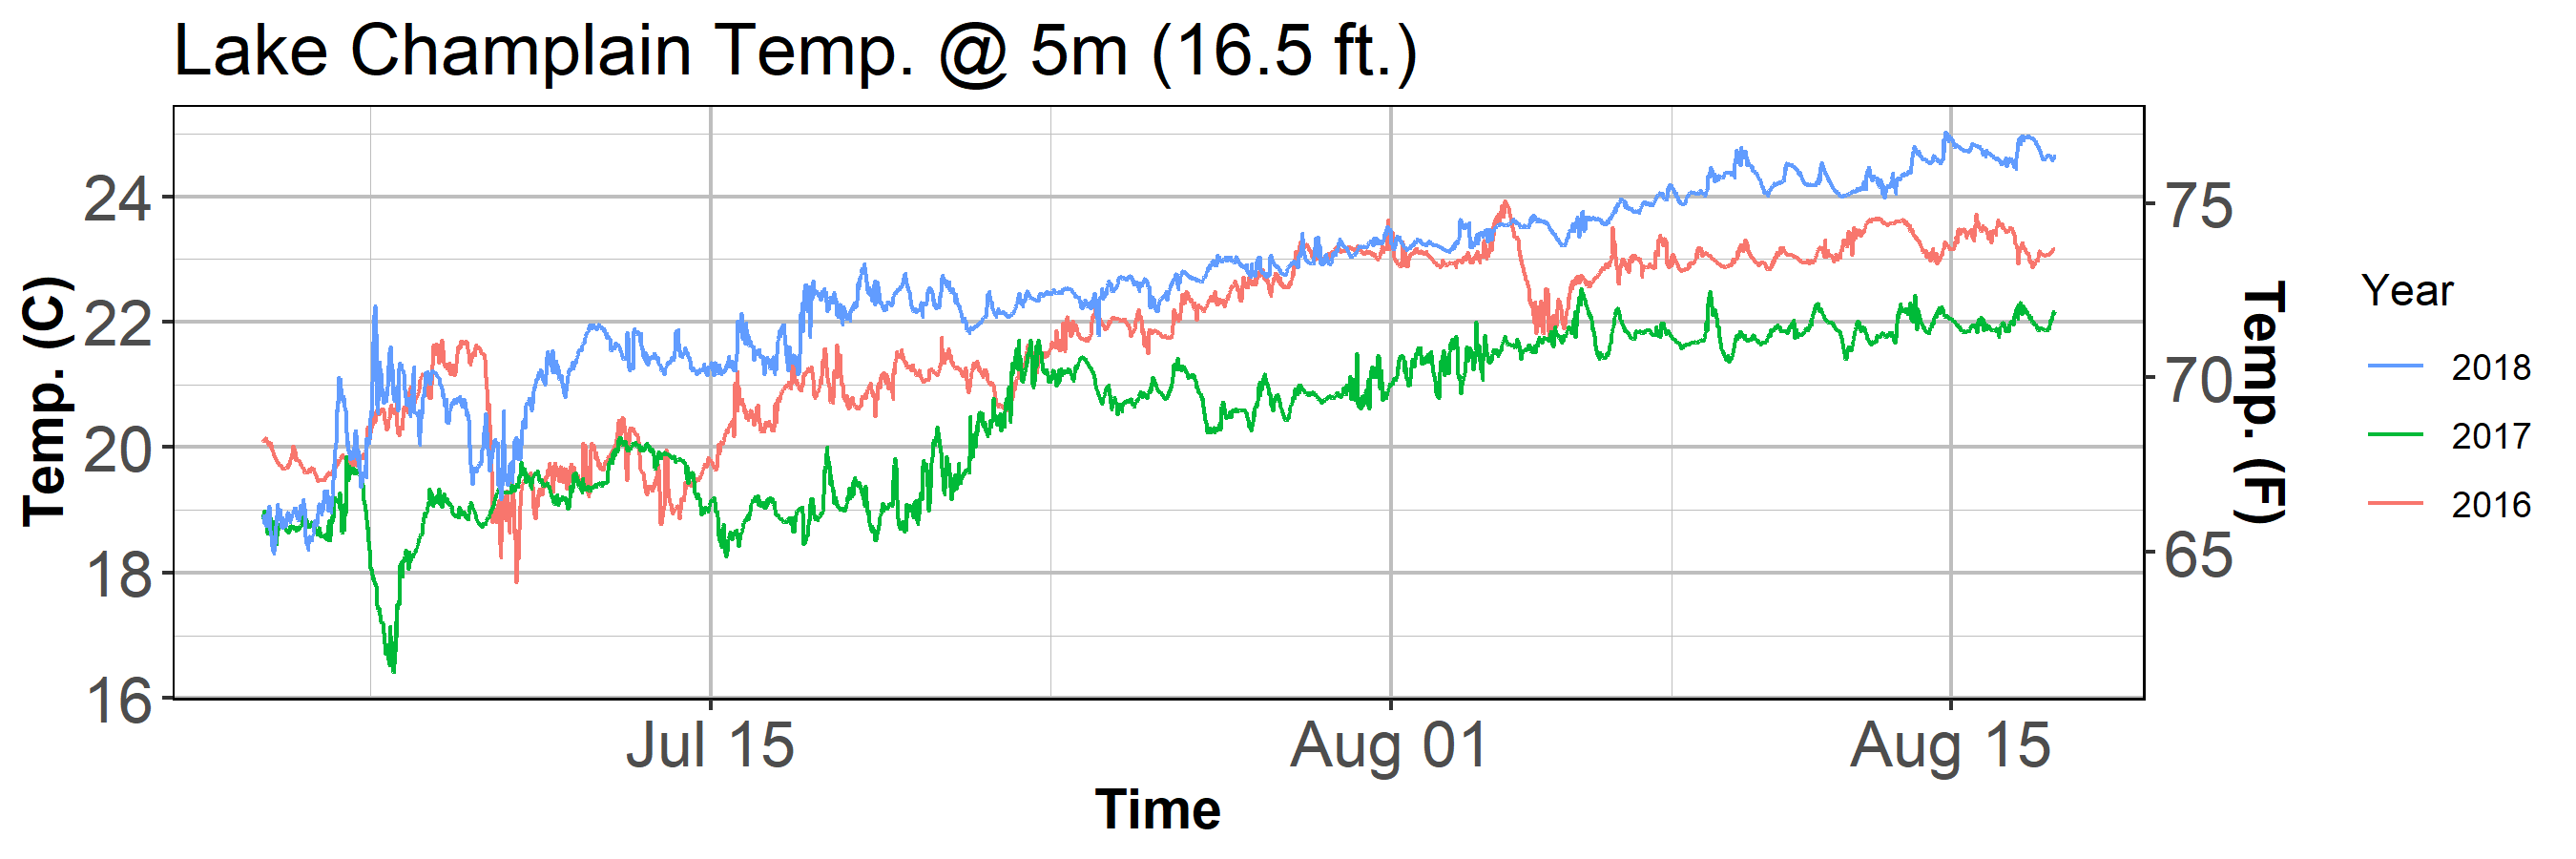 Lake Champlain Temp. @ 5m (16.5 ft.)
Temp. (C)
24
22
20
18
16
75
70
65
Temp. (F)
Jul 15
Aug 01
Aug 15
Time
Year
2018
2017
2016